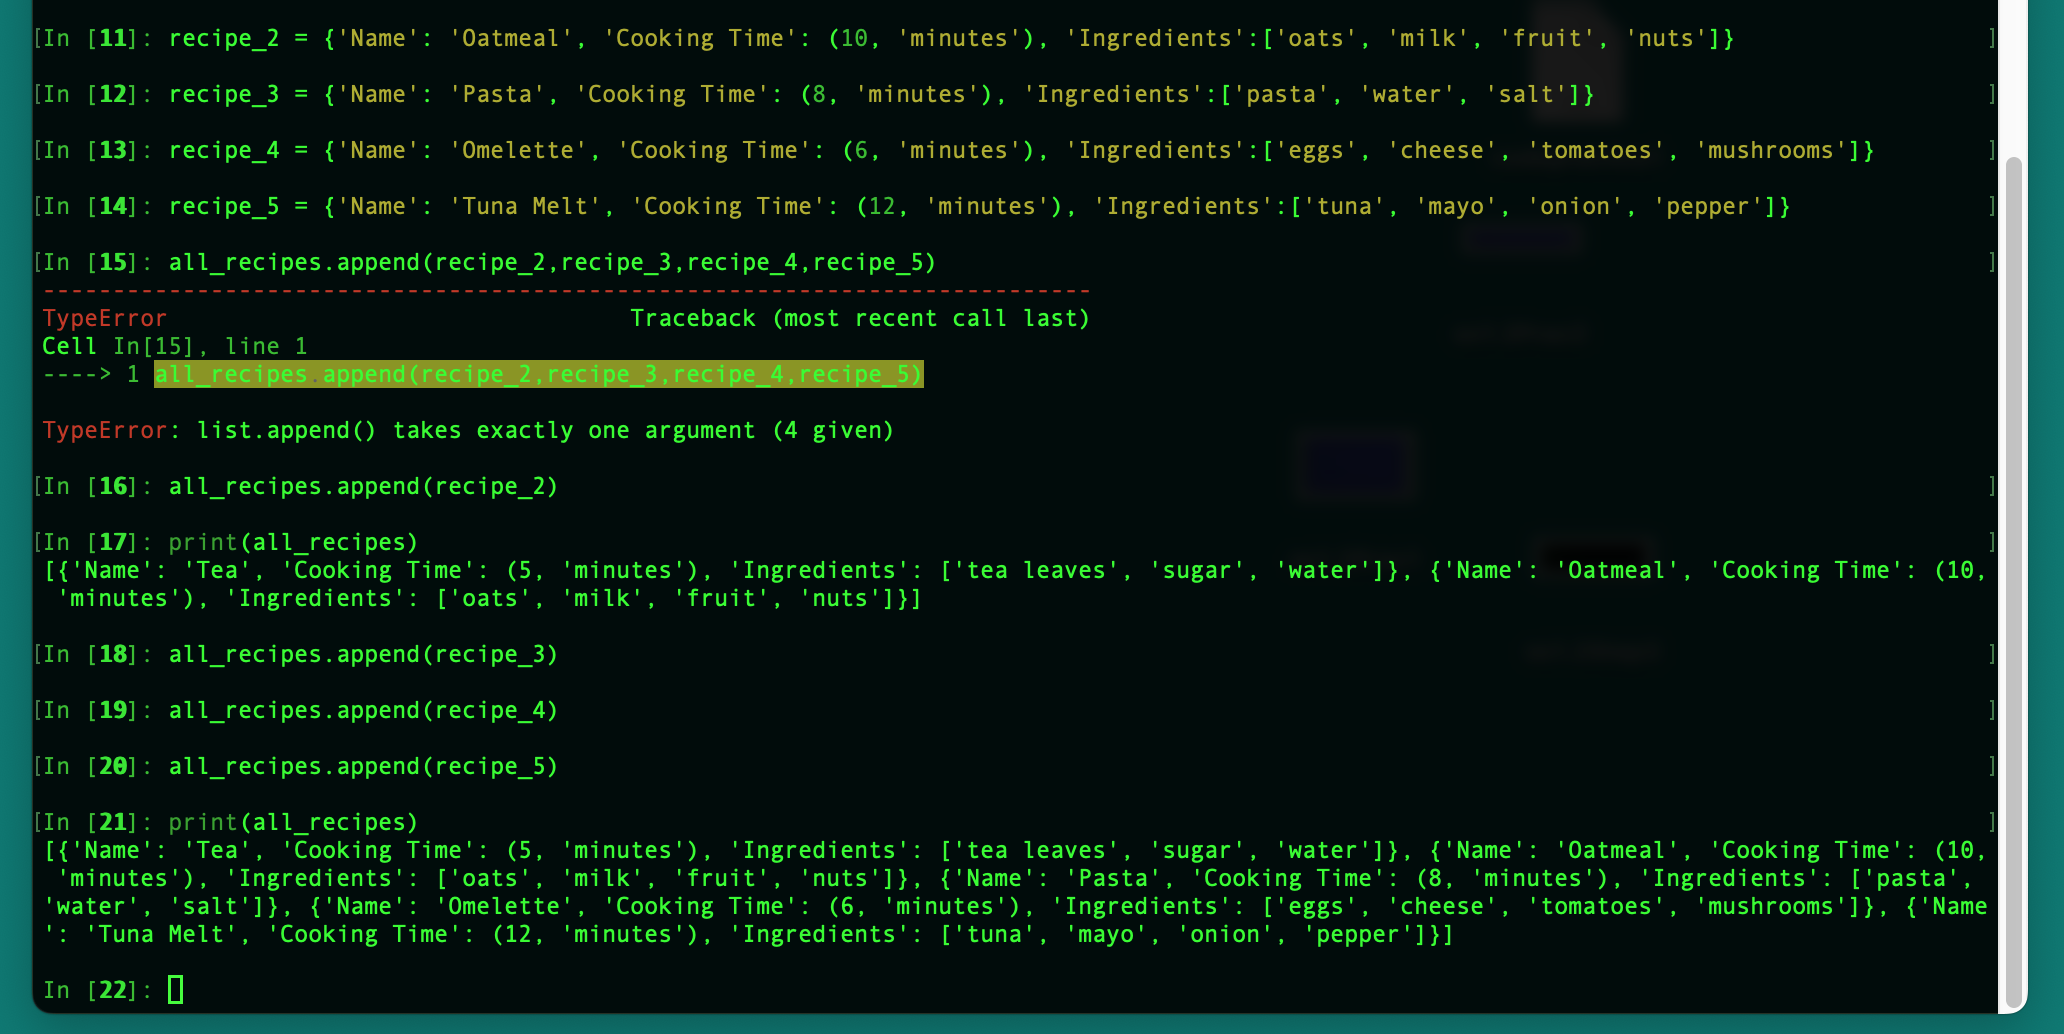 [In [11]: recipe_2 = {'Name': 'Oatmeal', 'Cooking Time': (10, 'minutes'), 'Ingredients':['oats', 'milk', 'fruit', 'nuts']} ]
[In [12]: recipe_3 = {'Name': 'Pasta', 'Cooking Time': (8, 'minutes'), 'Ingredients':['pasta', 'water', 'salt']} ]
[In [13]: recipe_4 = {'Name': 'Omelette', 'Cooking Time': (6, 'minutes'), 'Ingredients':['eggs', 'cheese', 'tomatoes', 'mushrooms']} ]
[In [14]: recipe_5 = {'Name': 'Tuna Melt', 'Cooking Time': (12, 'minutes'), 'Ingredients':['tuna', 'mayo', 'onion', 'pepper']} ]
[In [15]: all_recipes.append(recipe_2,recipe_3,recipe_4,recipe_5) ]
---------------------------------------------------------------------------
TypeError                                 Traceback (most recent call last)
Cell In[15], line 1
----> 1 all_recipes.append(recipe_2,recipe_3,recipe_4,recipe_5)
TypeError: list.append() takes exactly one argument (4 given)
[In [16]: all_recipes.append(recipe_2) ]
[In [17]: print(all_recipes) ]
[{'Name': 'Tea', 'Cooking Time': (5, 'minutes'), 'Ingredients': ['tea leaves', 'sugar', 'water']}, {'Name': 'Oatmeal', 'Cooking Time': (10,
 'minutes'), 'Ingredients': ['oats', 'milk', 'fruit', 'nuts']}]
[In [18]: all_recipes.append(recipe_3) ]
[In [19]: all_recipes.append(recipe_4) ]
[In [20]: all_recipes.append(recipe_5) ]
[In [21]: print(all_recipes) ]
[{'Name': 'Tea', 'Cooking Time': (5, 'minutes'), 'Ingredients': ['tea leaves', 'sugar', 'water']}, {'Name': 'Oatmeal', 'Cooking Time': (10,
 'minutes'), 'Ingredients': ['oats', 'milk', 'fruit', 'nuts']}, {'Name': 'Pasta', 'Cooking Time': (8, 'minutes'), 'Ingredients': ['pasta',
'water', 'salt']}, {'Name': 'Omelette', 'Cooking Time': (6, 'minutes'), 'Ingredients': ['eggs', 'cheese', 'tomatoes', 'mushrooms']}, {'Name
': 'Tuna Melt', 'Cooking Time': (12, 'minutes'), 'Ingredients': ['tuna', 'mayo', 'onion', 'pepper']}]
In [22]: